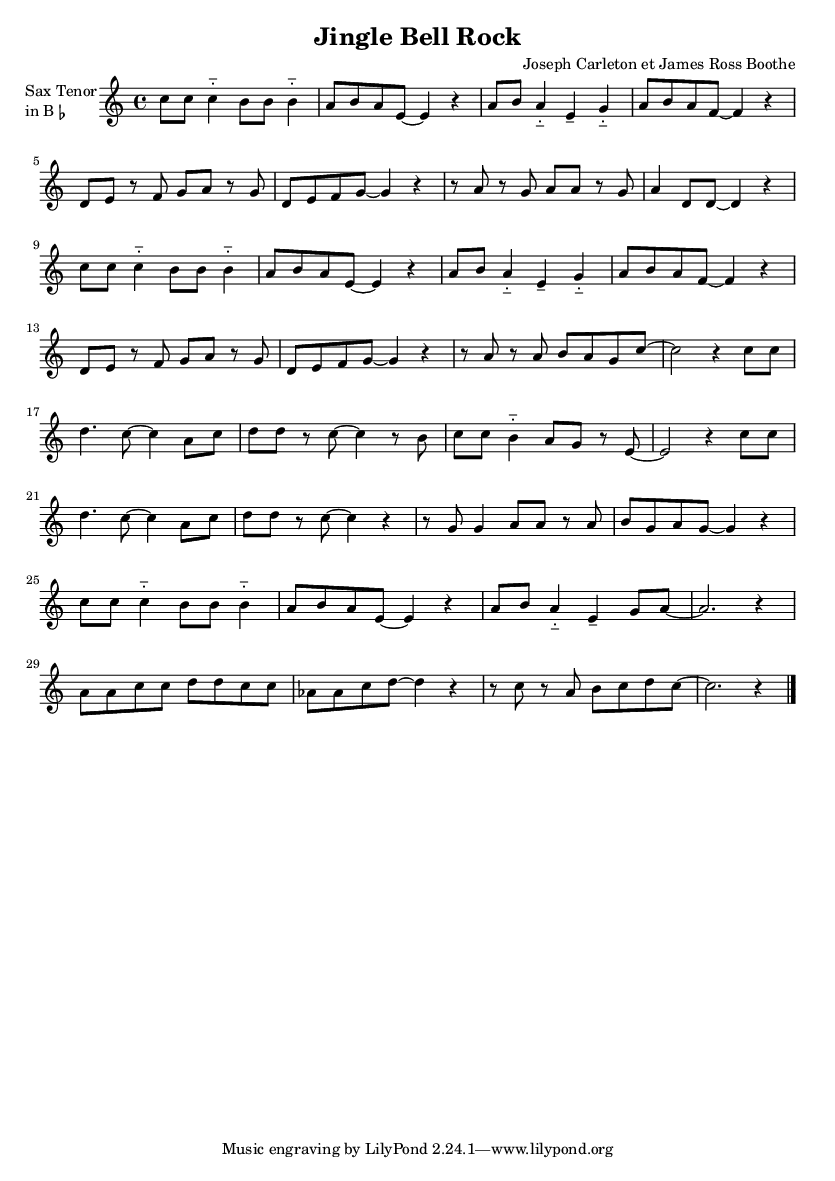 Jingle Bell Rock
Joseph Carleton et James Ross Boothe
Sax Tenor
in B♭
5
9
13
17
21
25
29
Music engraving by LilyPond 2.24.1—www.lilypond.org